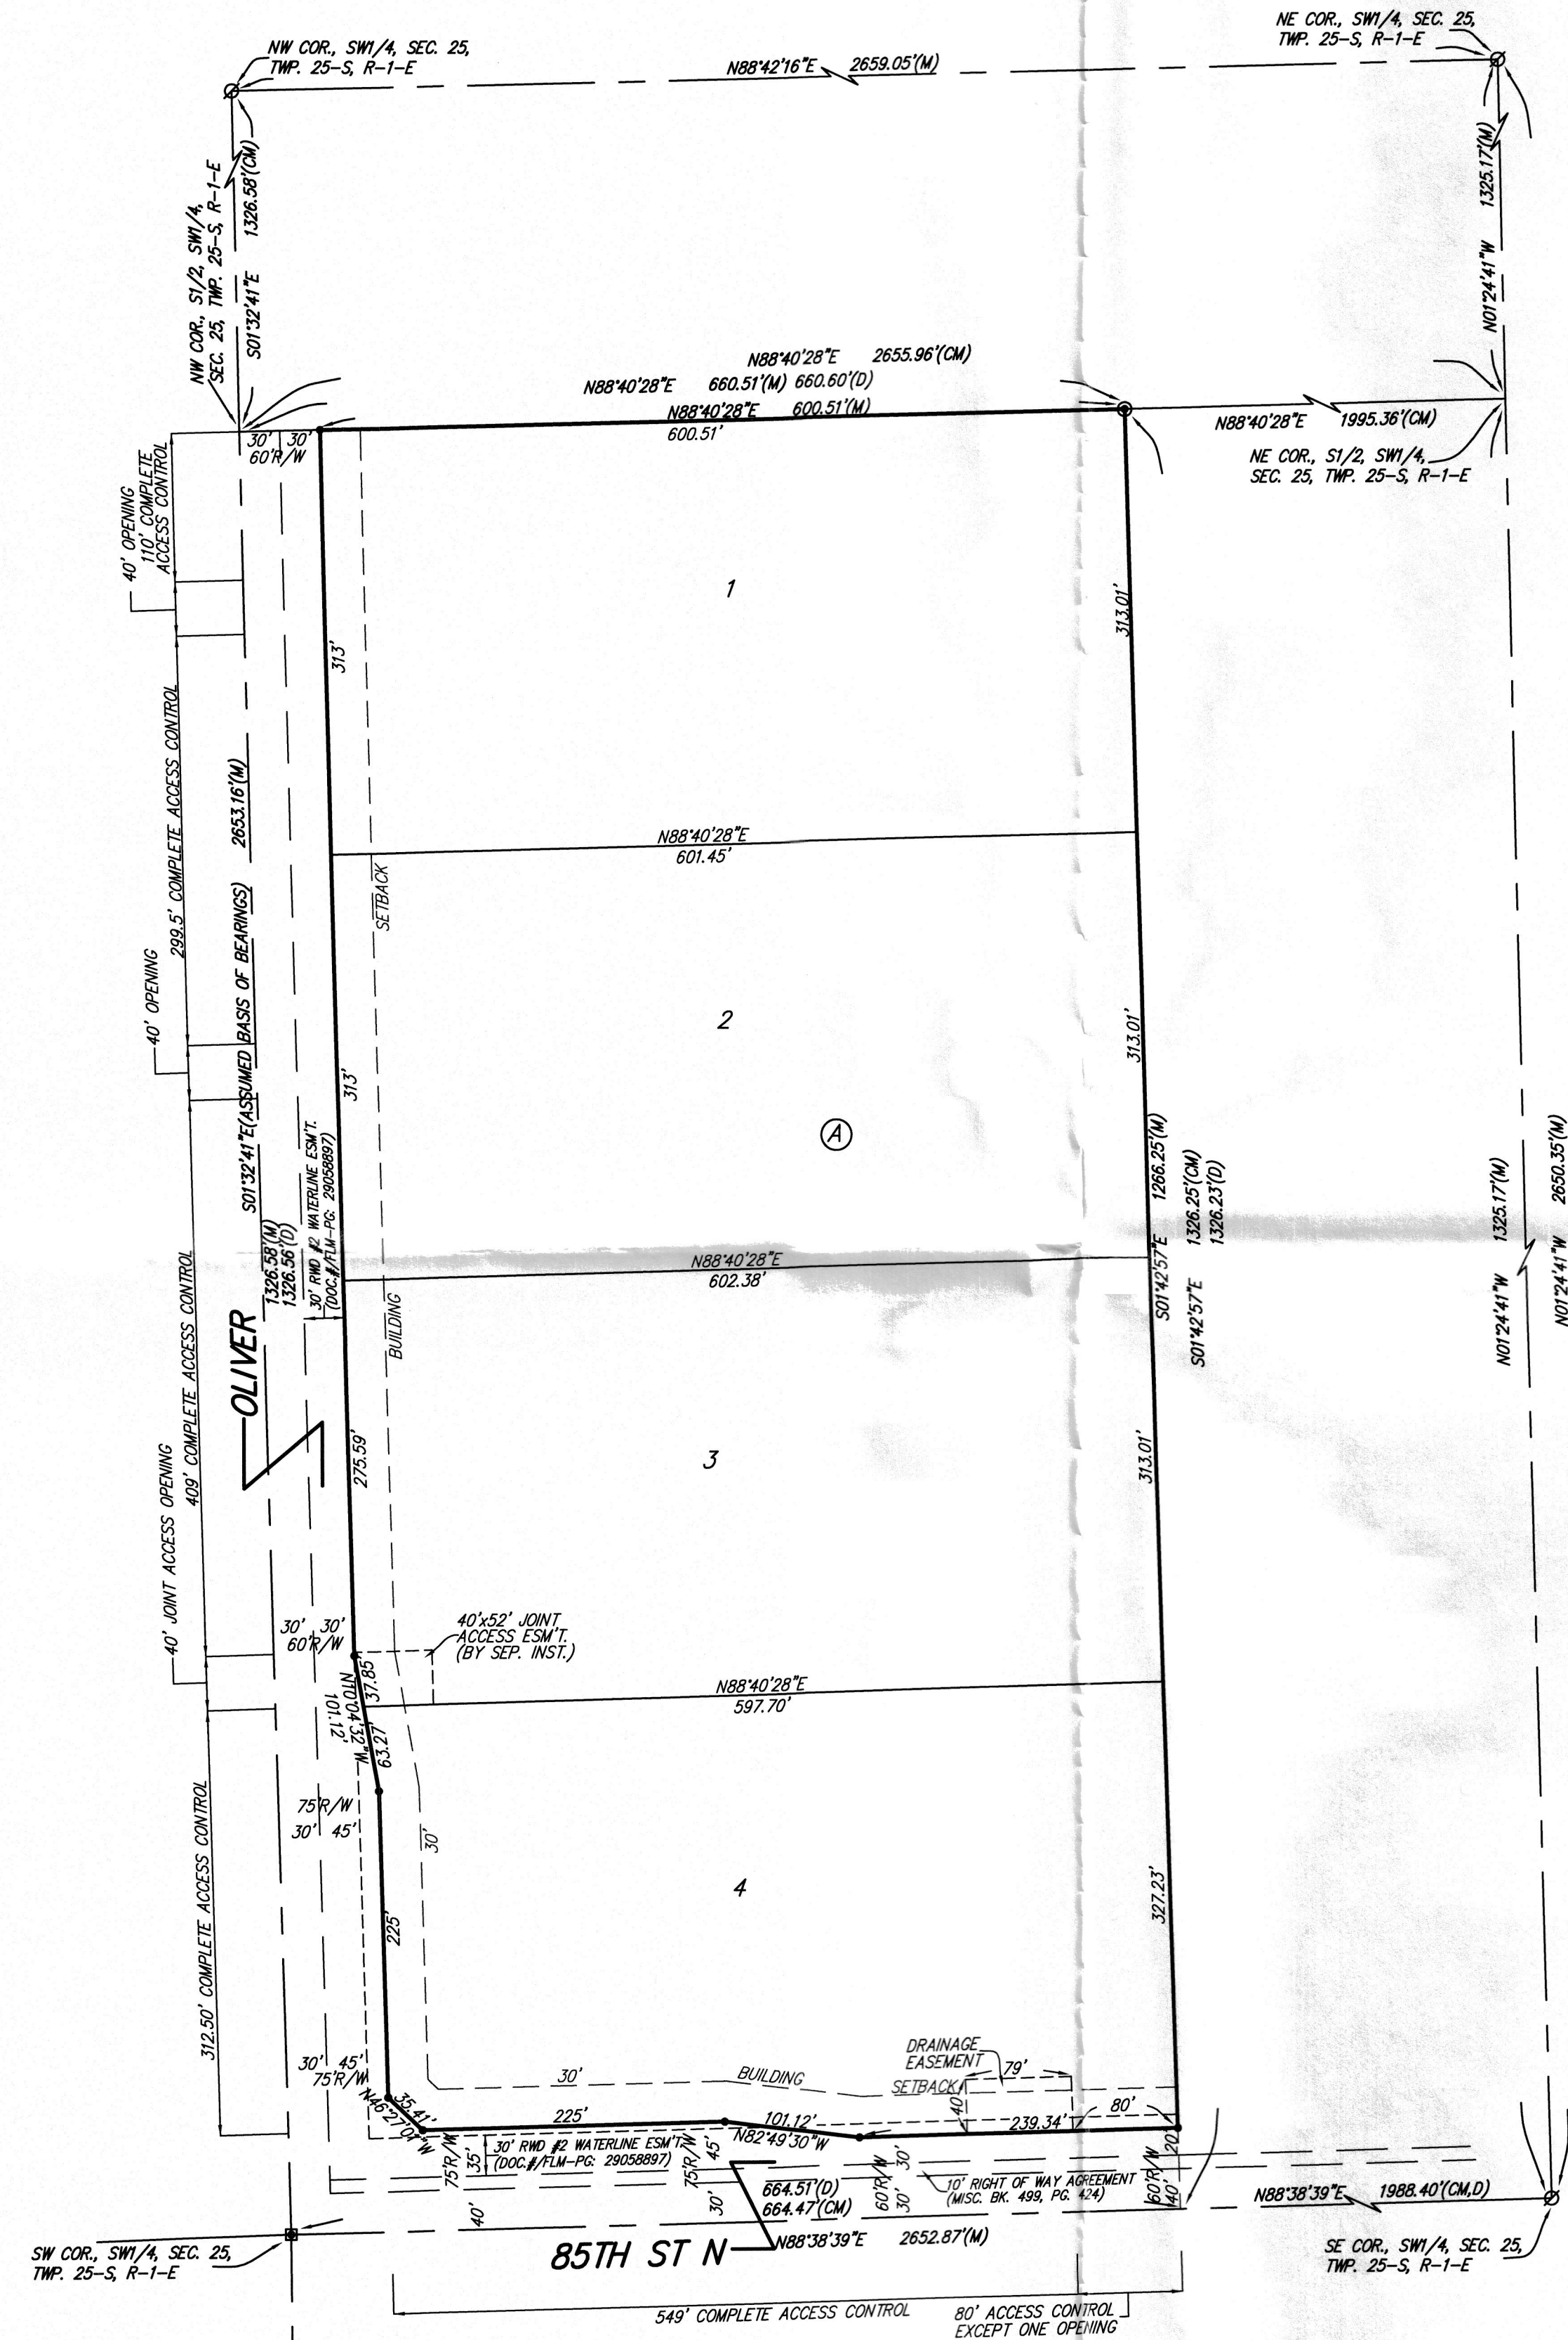 NW COR., SW1/4, SEC. 25,
TWP. 25-S, R-1-E
N88°42'16"E 2659.05'(M)
NE COR., SW1/4, SEC. 25,
TWP. 25-S, R-1-E
1326.58'(CM)
S01°32'41"E
NW COR., S1/2, SW1/4,
SEC. 25, TWP. 25-S, R-1-E
1325.17'(M)
N01°24'41"W
N88°40'28"E 2655.96'(CM)
N88°40'28"E 660.51'(M) 660.60'(D)
N88°40'28"E 600.51'(M)
600.51'
N88°40'28"E 1995.36'(CM)
NE COR., S1/2, SW1/4,
SEC. 25, TWP. 25-S, R-1-E
30' 30'
60'R/W
40' OPENING
110' COMPLETE
ACCESS CONTROL
1
313'
313.01'
299.5' COMPLETE ACCESS CONTROL
S01°32'41"E(ASSUMED BASIS OF BEARINGS) 2653.16'(M)
N88°40'28"E
601.45'
SETBACK
40' OPENING
2
313'
313.01'
A
1326.58'(M)
1326.56'(D)
30' RWD #2 WATERLINE ESM'T.
(DOC.#/FLM-PG: 29058897)
S01°42'57"E 1266.25'(M)
S01°42'57"E 1326.25'(CM)
1326.23'(D)
N01°24'41"W 1325.17'(M)
N01°24'41"W 2650.35'(M)
N88°40'28"E
602.38'
BUILDING
OLIVER
409' COMPLETE ACCESS CONTROL
3
275.59'
313.01'
40' JOINT ACCESS OPENING
30' 30'
60'R/W
40'x52' JOINT
ACCESS ESM'T.
(BY SEP. INST.)
37.85'
N10°04'32"W
101.12'
63.27'
N88°40'28"E
597.70'
75'R/W
30' 45'
30'
312.50' COMPLETE ACCESS CONTROL
4
225'
327.23'
30' 45'
75'R/W
N46°27'01"W
35.41'
30'
BUILDING
SETBACK
DRAINAGE
EASEMENT
79'
40'
80'
225'
101.12'
N82°49'30"W
239.34'
20'
75'R/W
35'
40'
30' RWD #2 WATERLINE ESM'T.
(DOC.#/FLM-PG: 29058897)
75'R/W
45'
30'
664.51'(D)
664.47'(CM)
60'R/W
30'
30'
10' RIGHT OF WAY AGREEMENT
(MISC. BK. 499, PG. 424)
60'R/W
40'
N88°38'39"E 1988.40'(CM,D)
85TH ST N
N88°38'39"E 2652.87'(M)
SW COR., SW1/4, SEC. 25,
TWP. 25-S, R-1-E
SE COR., SW1/4, SEC. 25,
TWP. 25-S, R-1-E
549' COMPLETE ACCESS CONTROL
80' ACCESS CONTROL
EXCEPT ONE OPENING